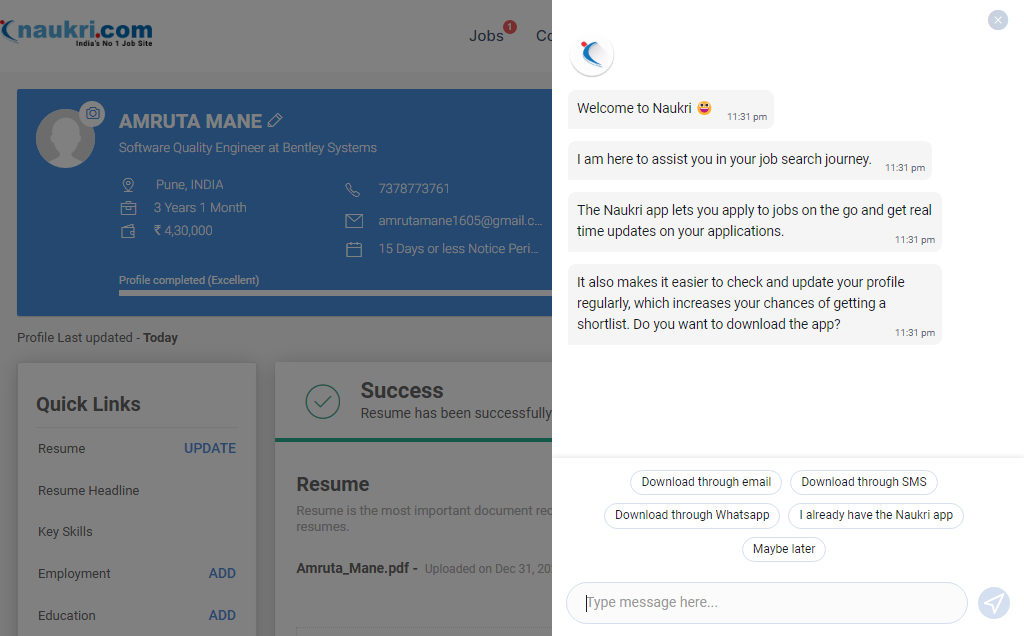 naukri.com
India's No 1 Job Site
Jobs
1
Co
AMRUTA MANE
Software Quality Engineer at Bentley Systems
Pune, INDIA
3 Years 1 Month
₹ 4,30,000
7378773761
amrutamane1605@gmail.c...
15 Days or less Notice Peri...
Profile completed (Excellent)
Profile Last updated - Today
Quick Links
Resume UPDATE
Resume Headline
Key Skills
Employment ADD
Education ADD
Success
Resume has been successfully
Resume
Resume is the most important document rec
resumes.
Amruta_Mane.pdf - Uploaded on Dec 31, 20
Welcome to Naukri 😀 11:31 pm
I am here to assist you in your job search journey. 11:31 pm
The Naukri app lets you apply to jobs on the go and get real
time updates on your applications.
11:31 pm
It also makes it easier to check and update your profile
regularly, which increases your chances of getting a
shortlist. Do you want to download the app?
11:31 pm
Download through email Download through SMS
Download through Whatsapp I already have the Naukri app
Maybe later
Type message here...